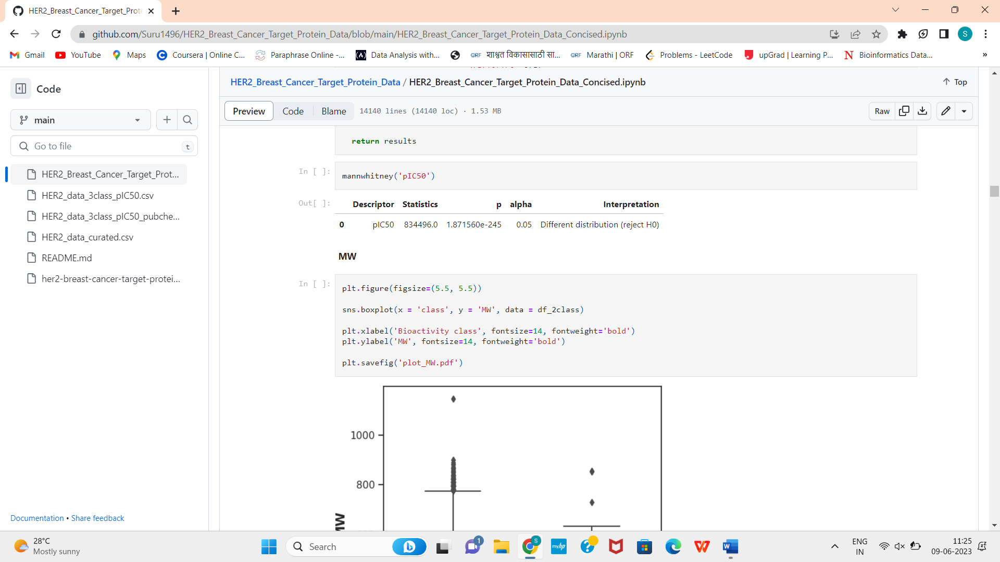 HER2_Breast_Cancer_Target_Prote
github.com/Suru1496/HER2_Breast_Cancer_Target_Protein_Data/blob/main/HER2_Breast_Cancer_Target_Protein_Data_Concised.ipynb
S
Gmail YouTube Maps Coursera | Online C... Paraphrase Online -... Data Analysis with... ORF शाश्वत विकासासाठी सा... ORF Marathi | ORF Problems - LeetCode upGrad | Learning P... Bioinformatics Data... »
Code
HER2_Breast_Cancer_Target_Protein_Data / HER2_Breast_Cancer_Target_Protein_Data_Concised.ipynb
Top
main
Preview Code Blame 14140 lines (14140 loc) · 1.53 MB Raw
Go to file t
HER2_Breast_Cancer_Target_Prot...
HER2_data_3class_pIC50.csv
HER2_data_3class_pIC50_pubche...
HER2_data_curated.csv
README.md
her2-breast-cancer-target-protei...
Documentation • Share feedback
return results
In [ ]: mannwhitney('pIC50')
Out[ ]: Descriptor Statistics p alpha Interpretation
0 pIC50 834496.0 1.871560e-245 0.05 Different distribution (reject H0)
MW
In [ ]: plt.figure(figsize=(5.5, 5.5))
sns.boxplot(x = 'class', y = 'MW', data = df_2class)
plt.xlabel('Bioactivity class', fontsize=14, fontweight='bold')
plt.ylabel('MW', fontsize=14, fontweight='bold')
plt.savefig('plot_MW.pdf')
1000
800
MW
28°C
Mostly sunny
Search
1
S
myhp
ENG
IN
11:25
09-06-2023